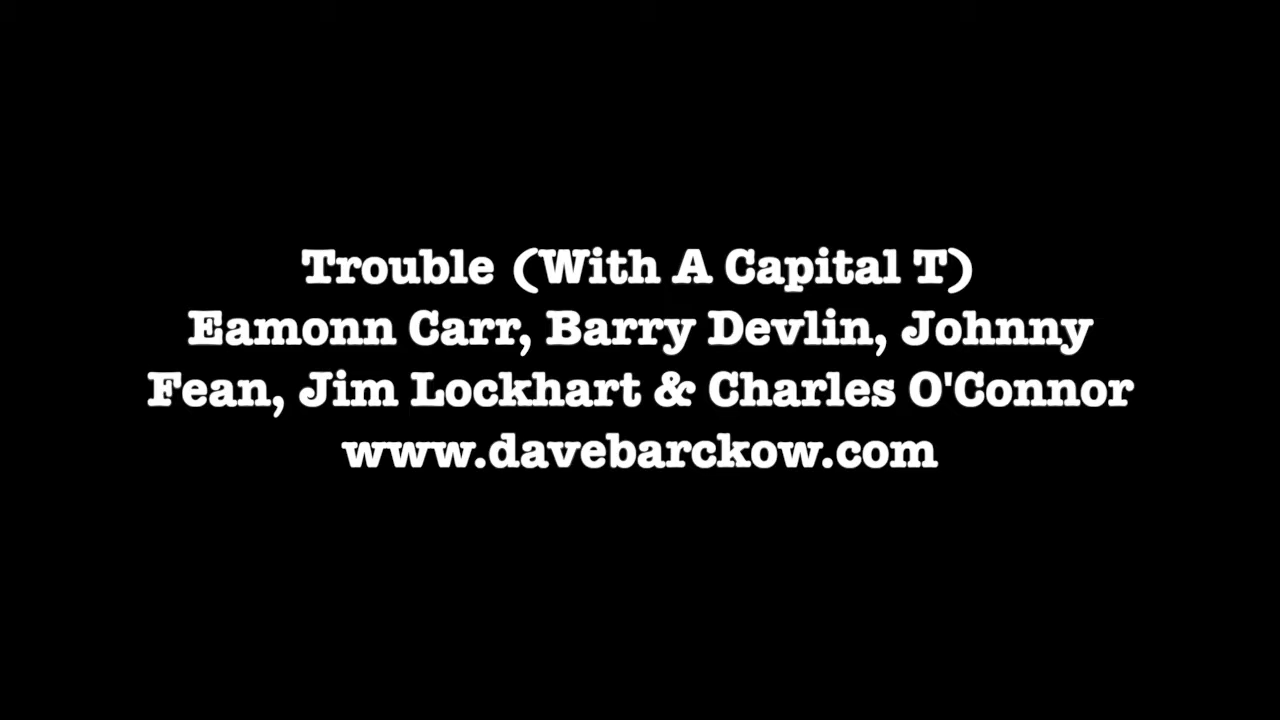 Trouble (With A Capital T)
Eamonn Carr, Barry Devlin, Johnny
Fean, Jim Lockhart & Charles O'Connor
www.davebarckow.com